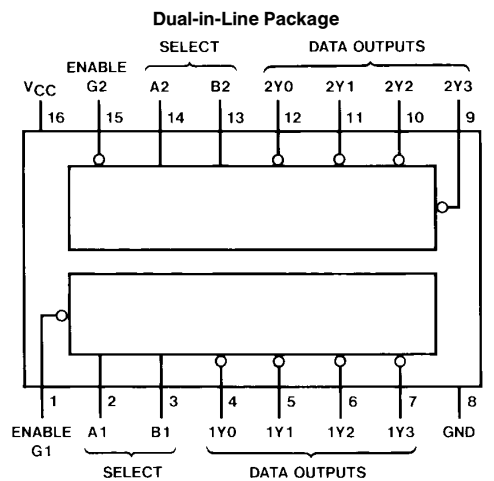 Dual-in-Line Package
SELECT DATA OUTPUTS
ENABLE
VCC G2 A2 B2 2Y0 2Y1 2Y2 2Y3
16 15 14 13 12 11 10 9
1 2 3 4 5 6 7 8
ENABLE A1 B1 1Y0 1Y1 1Y2 1Y3 GND
G1
SELECT DATA OUTPUTS